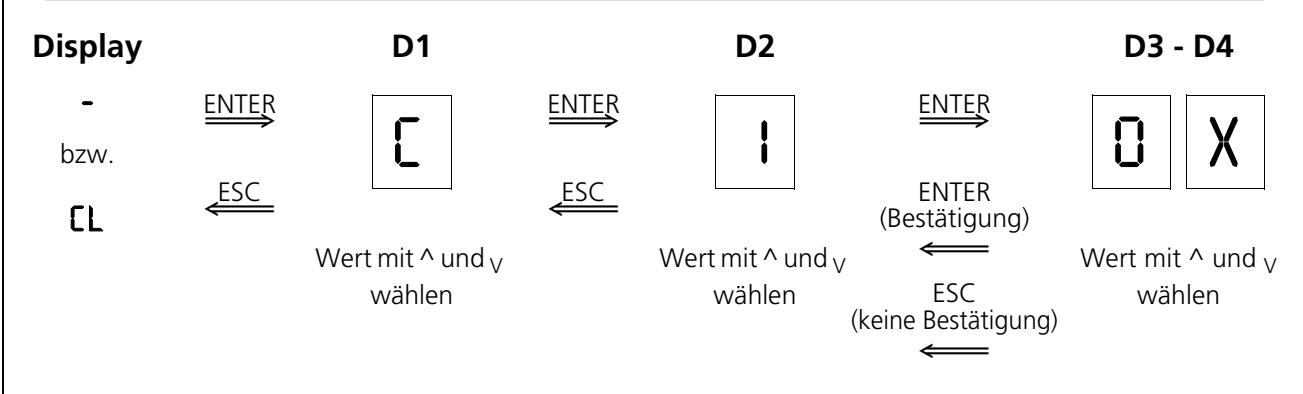 Display D1 D2 D3 - D4
- ENTER C ENTER 1 ENTER 0 X
bzw.
CL ESC ESC ENTER
(Bestätigung)
Wert mit ^ und v Wert mit ^ und v Wert mit ^ und v
wählen wählen ESC wählen
(keine Bestätigung)